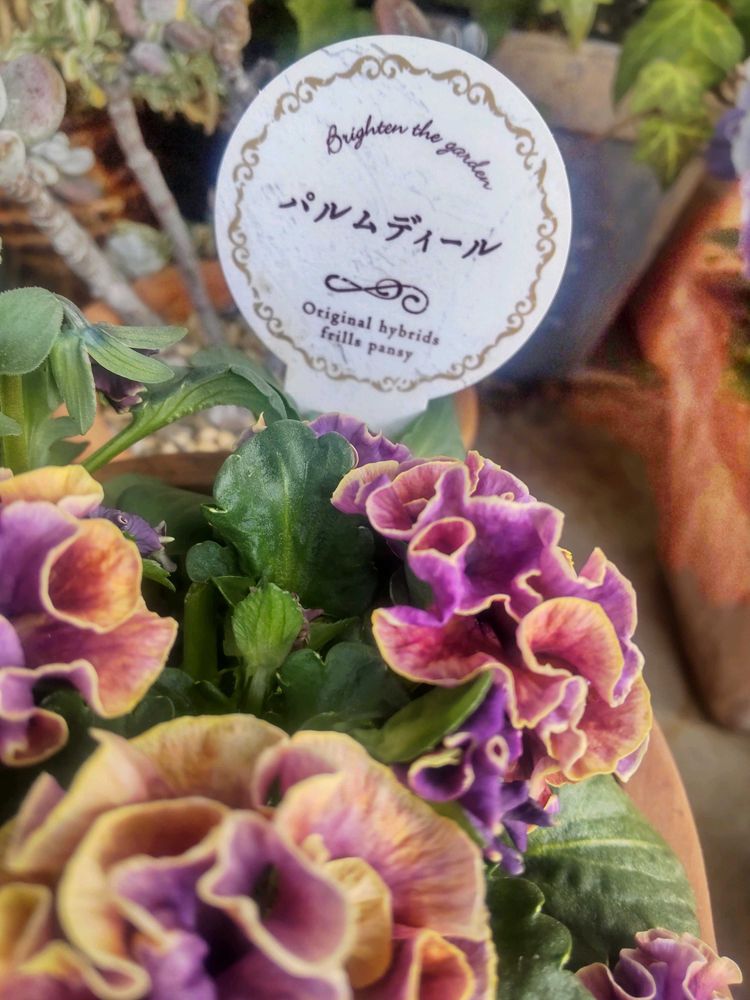 Brighten the garden
パルムディール
Original hybrids
frills pansy